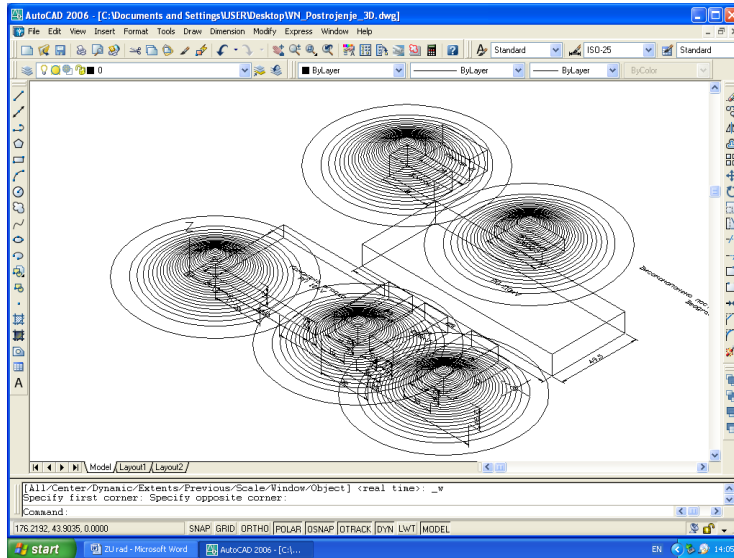 AutoCAD 2006 - [C:\Documents and Settings\USER\Desktop\VN_Postrojenje_3D.dwg]
File Edit View Insert Format Tools Draw Dimension Modify Express Window Help
Standard ISO-25 Standard
0 ByLayer ByLayer ByLayer ByColor
49,5
Model Layout1 Layout2
[All/Center/Dynamic/Extents/Previous/Scale/Window/Object] <real time>: _w
Specify first corner: Specify opposite corner:
Command:
176.2192, 43.9035, 0.0000 SNAP GRID ORTHO POLAR OSNAP OTRACK DYN LWT MODEL
start ZU rad - Microsoft Word AutoCAD 2006 - [C:\... EN 14:05